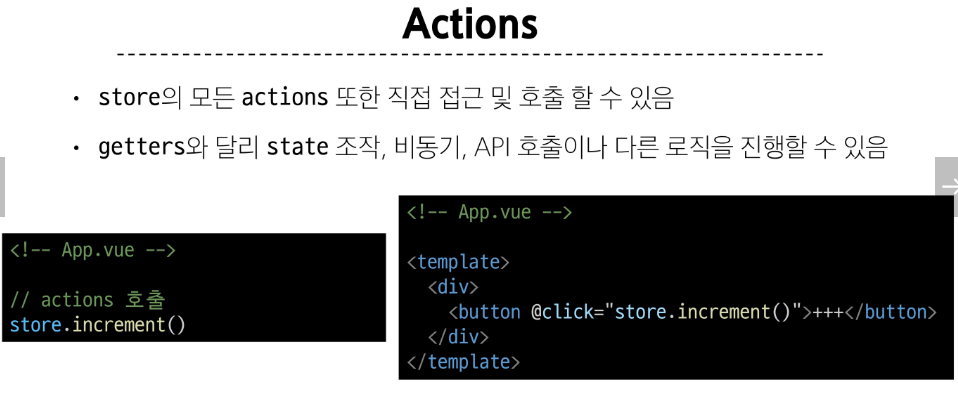 Actions
• store의 모든 actions 또한 직접 접근 및 호출 할 수 있음
• getters와 달리 state 조작, 비동기, API 호출이나 다른 로직을 진행할 수 있음
<!-- App.vue -->
// actions 호출
store.increment()
<!-- App.vue -->
<template>
  <div>
    <button @click="store.increment()">+++</button>
  </div>
</template>